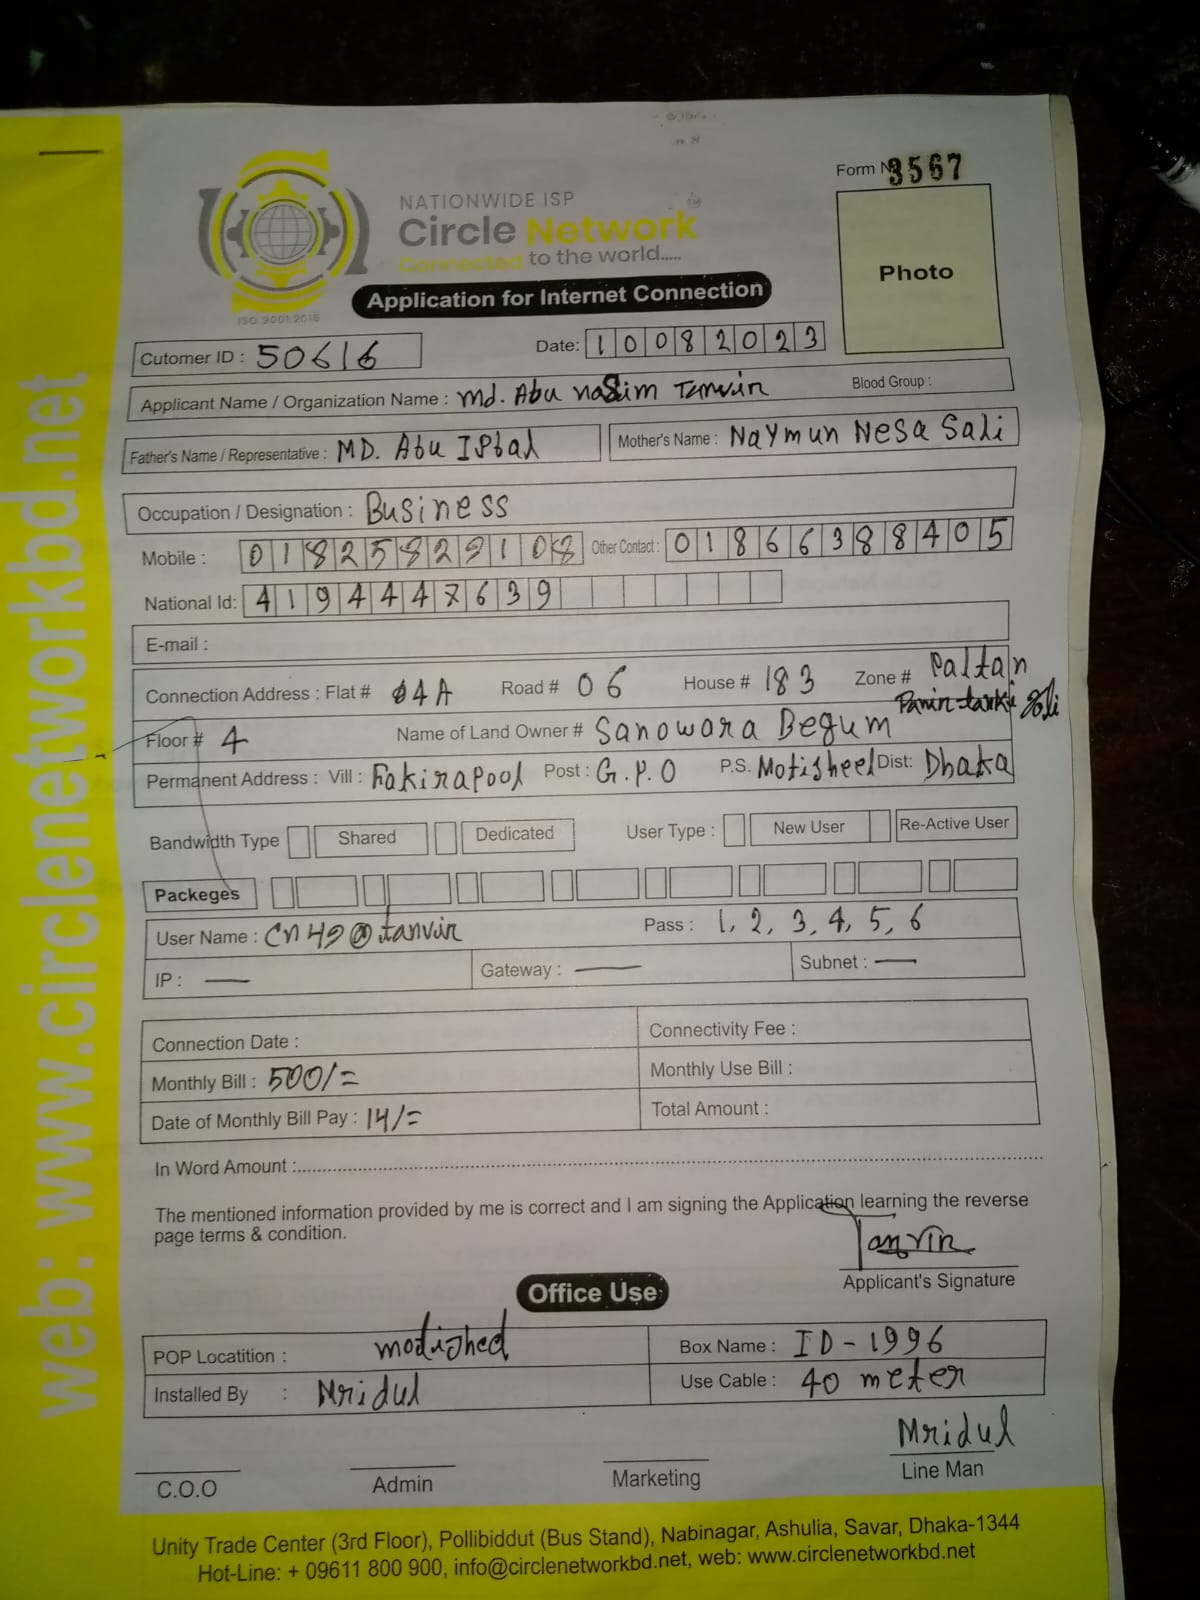 Form N 3567
NATIONWIDE ISP
Circle Network
Connected to the world.....
ISO 9001:2015
Application for Internet Connection
Photo
Cutomer ID : 50616
Date: 10082023
Applicant Name / Organization Name : md. Abu naSim Tanvin
Blood Group :
Father's Name / Representative : MD. Abu
Mother's Name : Naymun Nesa Sali
Occupation / Designation : Business
Mobile : 0182582910
Other Contact : 01866388405
National Id: 4194447639
E-mail :
Connection Address : Flat # 04A Road # 06 House # 183 Zone # Paltan
Floor # 4 Name of Land Owner # Sanowara Begum
Permanent Address : Vill : Fakirapool Post : G.P.O P.S. Motisheel Dist: Dhaka
Bandwidth Type Shared Dedicated User Type : New User Re-Active User
Packeges
User Name : Cn49@tanvir Pass : 1, 2, 3, 4, 5, 6
IP : — Gateway : — Subnet : —
Connection Date : Connectivity Fee :
Monthly Bill : 500/= Monthly Use Bill :
Date of Monthly Bill Pay : 14/= Total Amount :
In Word Amount :
The mentioned information provided by me is correct and I am signing the Application learning the reverse
page terms & condition.
Tanvin
Applicant's Signature
Office Use
POP Locatition : Box Name : ID-1996
Installed By : Mridul Use Cable : 40 meter
Mridul
C.O.O Admin Marketing Line Man
Unity Trade Center (3rd Floor), Pollibiddut (Bus Stand), Nabinagar, Ashulia, Savar, Dhaka-1344
Hot-Line: + 09611 800 900, info@circlenetworkbd.net, web: www.circlenetworkbd.net
web: www.circlenetworkbd.net